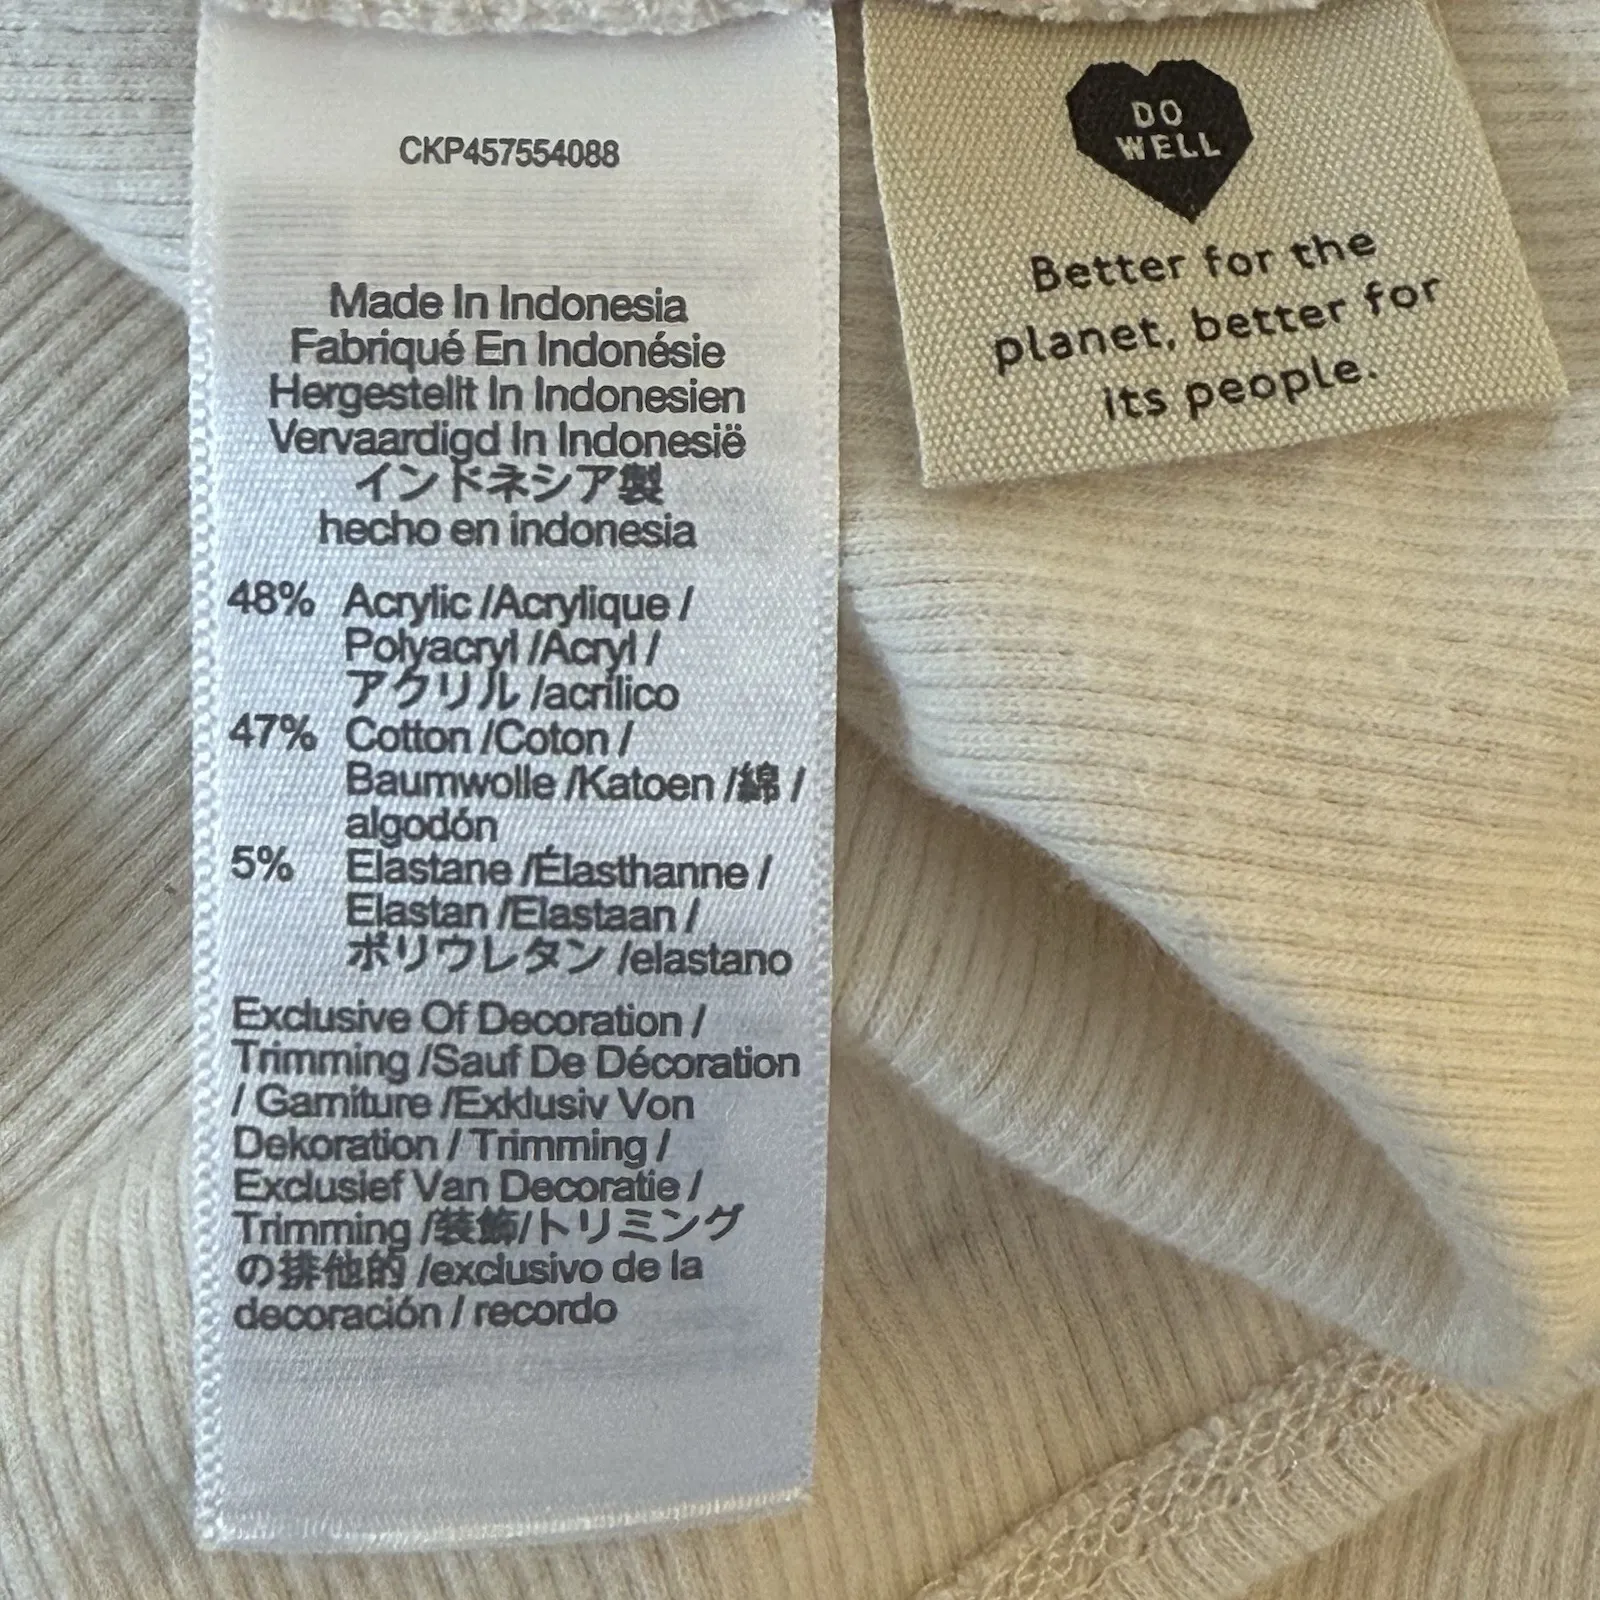 CKP457554088
Made In Indonesia
Fabriqué En Indonésie
Hergestellt In Indonesien
Vervaardigd In Indonesië
インドネシア製
hecho en indonesia
48% Acrylic /Acrylique /
Polyacryl /Acryl /
アクリル /acrílico
47% Cotton /Coton /
Baumwolle /Katoen /綿 /
algodón
5% Elastane /Élasthanne /
Elastan /Elastaan /
ポリウレタン /elastano
Exclusive Of Decoration /
Trimming /Sauf De Décoration
/ Garniture /Exklusiv Von
Dekoration / Trimming /
Exclusief Van Decoratie /
Trimming /装飾/トリミング
の排他的 /exclusivo de la
decoración / recordo
DO
WELL
Better for the
planet, better for
its people.